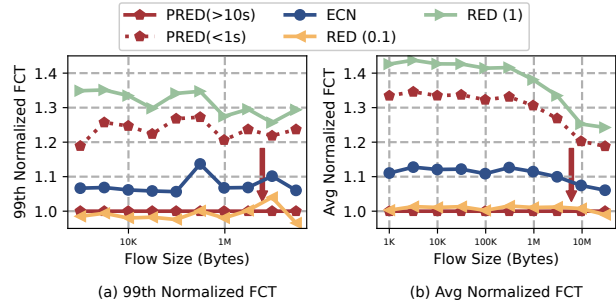 PRED(>10s) ECN RED (1)
PRED(<1s) RED (0.1)
99th Normalized FCT
1.4
1.3
1.2
1.1
1.0
10K 1M
Flow Size (Bytes)
(a) 99th Normalized FCT
Avg Normalized FCT
1.4
1.3
1.2
1.1
1.0
1K 10K 100K 1M 10M
Flow Size (Bytes)
(b) Avg Normalized FCT